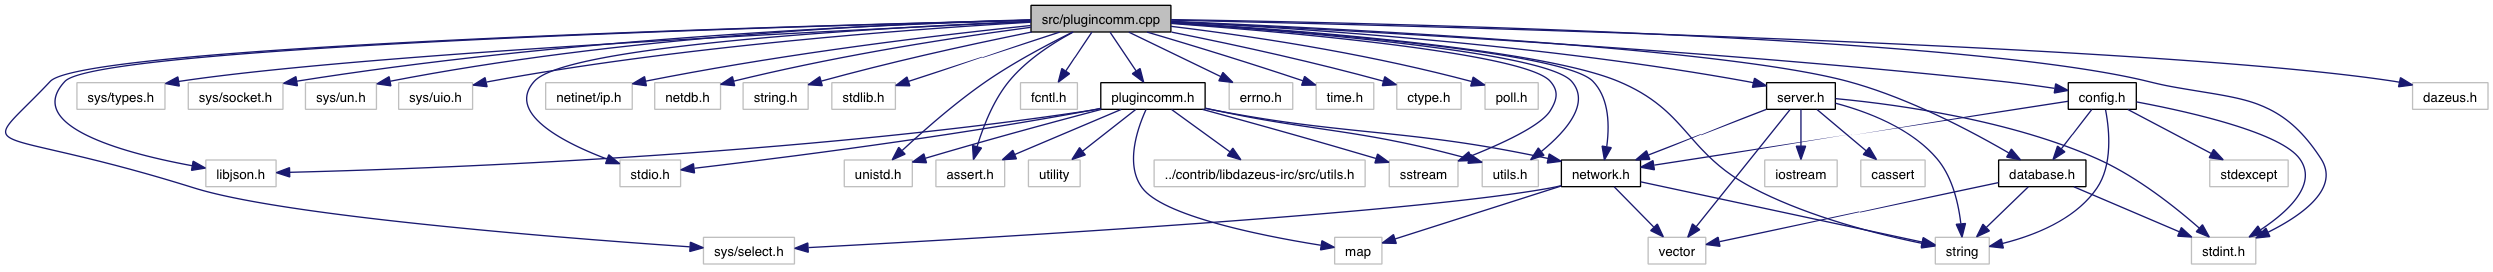 src/plugincomm.cpp
sys/types.h
sys/socket.h
sys/un.h
sys/uio.h
netinet/ip.h
netdb.h
string.h
stdlib.h
fcntl.h
plugincomm.h
errno.h
time.h
ctype.h
poll.h
server.h
config.h
dazeus.h
libjson.h
stdio.h
unistd.h
assert.h
utility
../contrib/libdazeus-irc/src/utils.h
sstream
utils.h
network.h
iostream
cassert
database.h
stdexcept
sys/select.h
map
vector
string
stdint.h